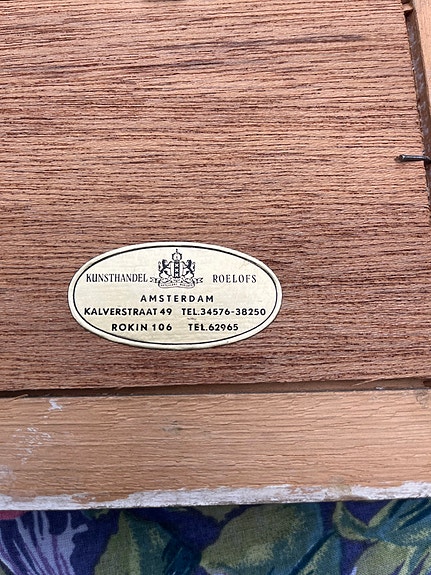 KUNSTHANDEL ROELOFS
AMSTERDAM
KALVERSTRAAT 49 TEL.34576-38250
ROKIN 106 TEL.62965